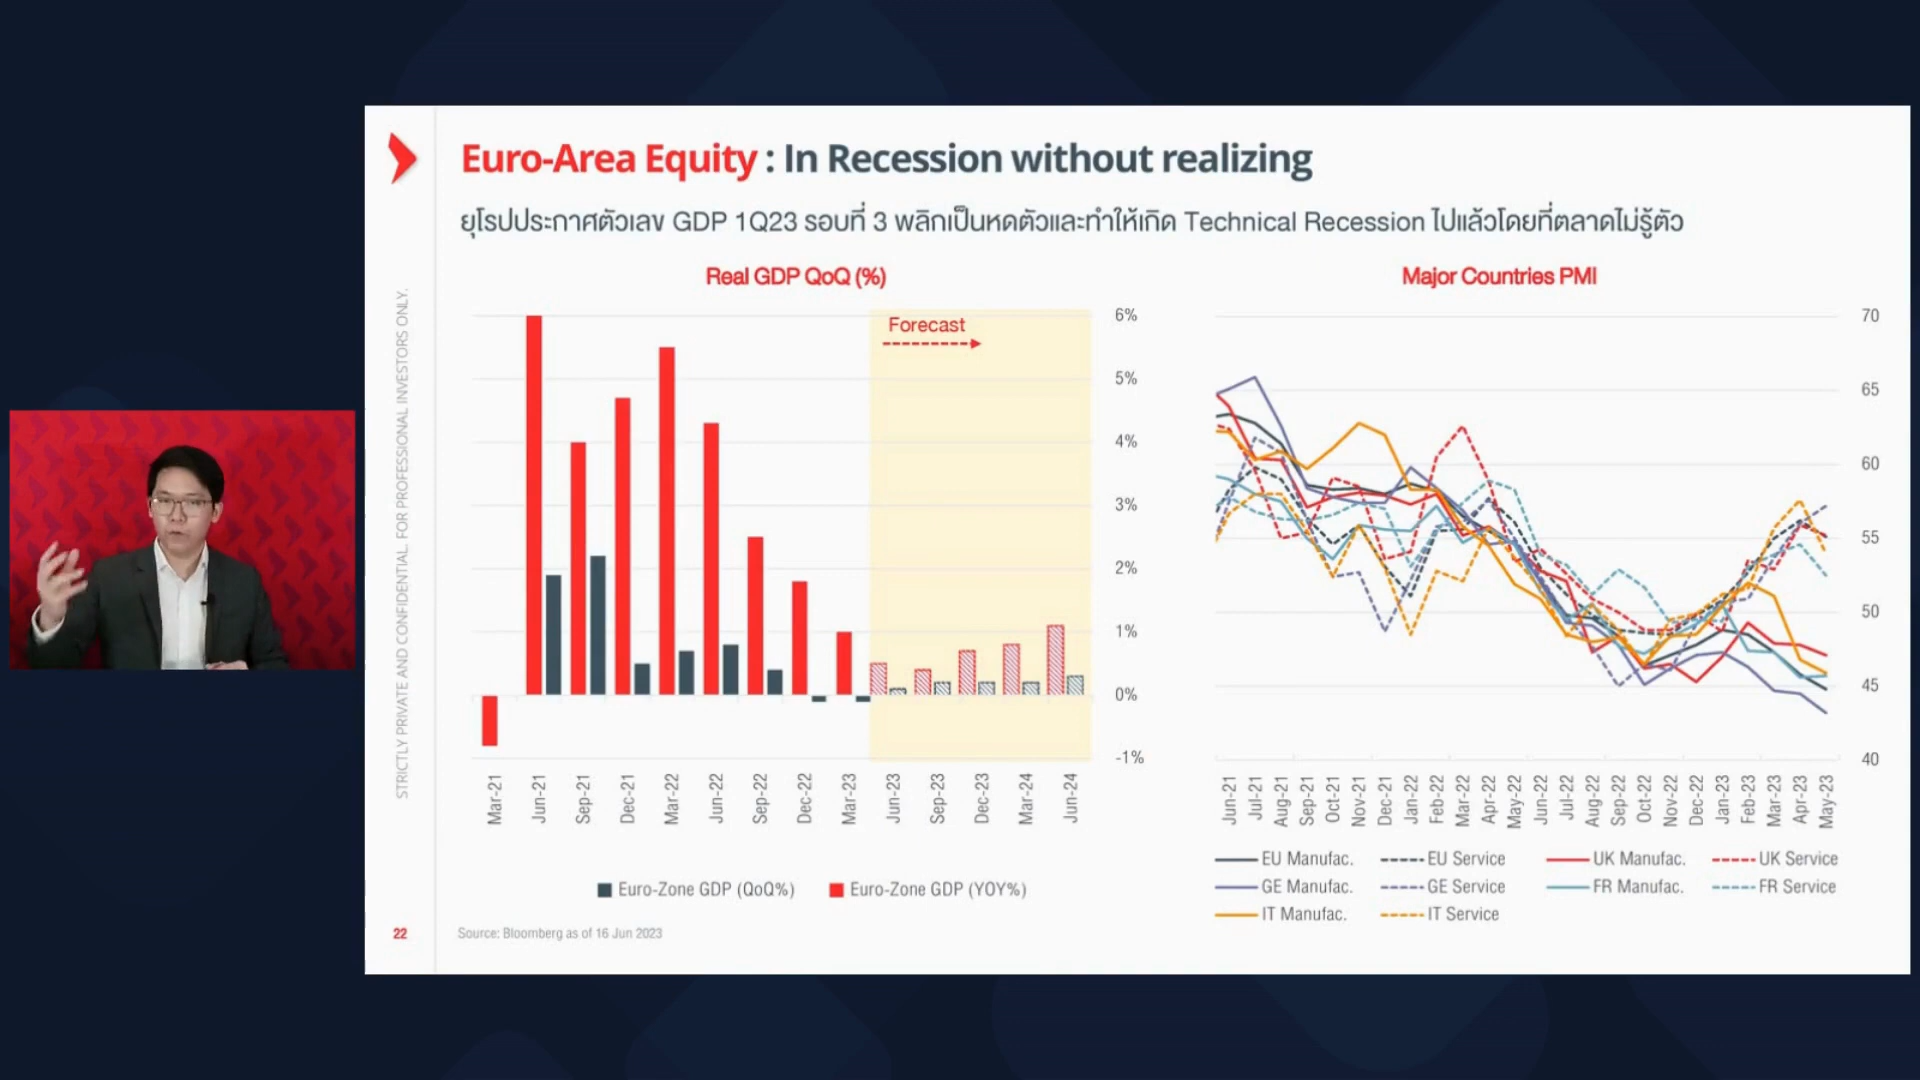 Euro-Area Equity : In Recession without realizing
ยุโรปประกาศตัวเลข GDP 1Q23 รอบที่ 3 พลิกเป็นหดตัวและทำให้เกิด Technical Recession ไปแล้วโดยที่ตลาดไม่รู้ตัว
STRICTLY PRIVATE AND CONFIDENTIAL. FOR PROFESSIONAL INVESTORS ONLY.
Real GDP QoQ (%)
Forecast
6%
5%
4%
3%
2%
1%
0%
-1%
Mar-21 Jun-21 Sep-21 Dec-21 Mar-22 Jun-22 Sep-22 Dec-22 Mar-23 Jun-23 Sep-23 Dec-23 Mar-24 Jun-24
Euro-Zone GDP (QoQ%) Euro-Zone GDP (YOY%)
Major Countries PMI
70
65
60
55
50
45
40
Jun-21 Jul-21 Aug-21 Sep-21 Oct-21 Nov-21 Dec-21 Jan-22 Feb-22 Mar-22 Apr-22 May-22 Jun-22 Jul-22 Aug-22 Sep-22 Oct-22 Nov-22 Dec-22 Jan-23 Feb-23 Mar-23 Apr-23 May-23
EU Manufac. EU Service UK Manufac. UK Service
GE Manufac. GE Service FR Manufac. FR Service
IT Manufac. IT Service
22
Source: Bloomberg as of 16 Jun 2023